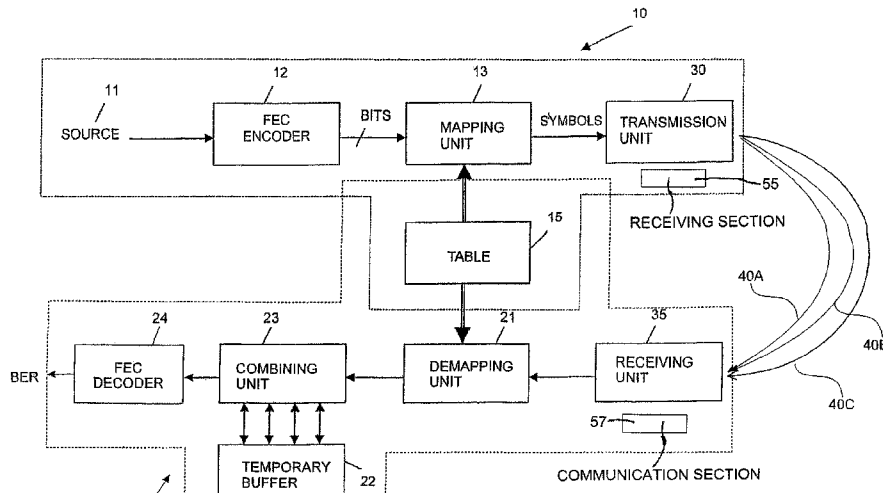 10
11
SOURCE
12
FEC
ENCODER
BITS
13
MAPPING
UNIT
SYMBOLS
30
TRANSMISSION
UNIT
55
RECEIVING SECTION
15
TABLE
40A
40B
40C
24
FEC
DECODER
BER
23
COMBINING
UNIT
21
DEMAPPING
UNIT
35
RECEIVING
UNIT
57
COMMUNICATION SECTION
TEMPORARY
BUFFER
22